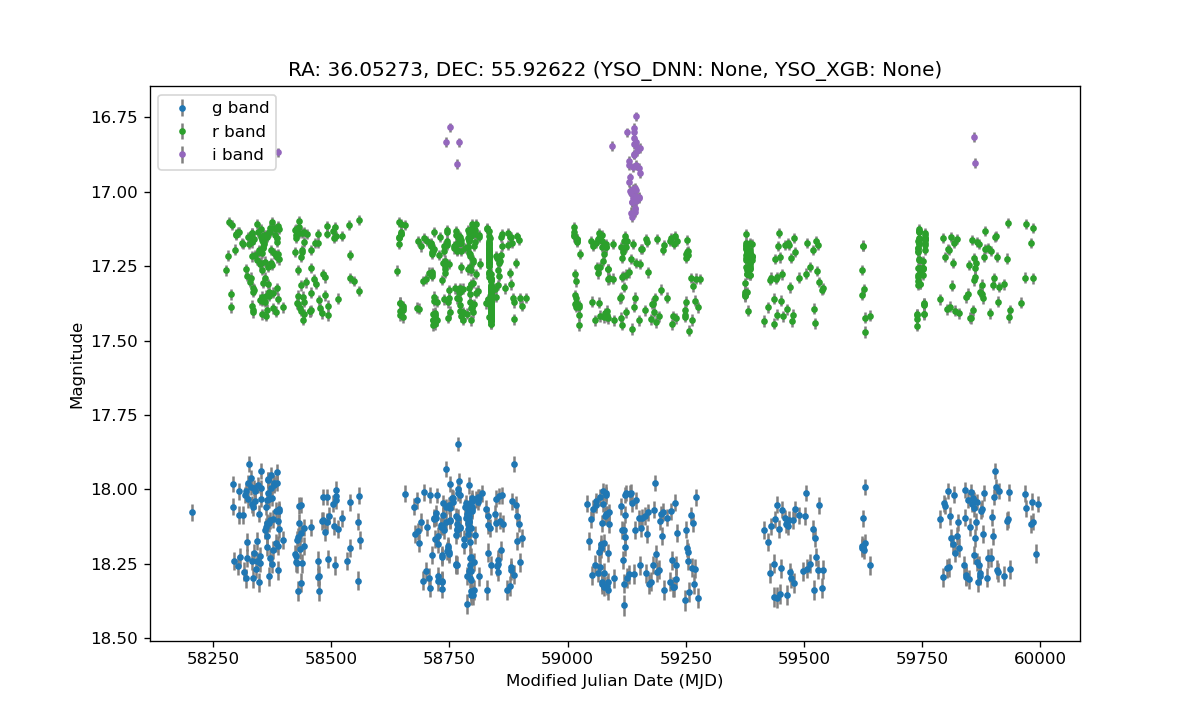 RA: 36.05273, DEC: 55.92622 (YSO_DNN: None, YSO_XGB: None)
g band
r band
i band
Magnitude
16.75
17.00
17.25
17.50
17.75
18.00
18.25
18.50
58250 58500 58750 59000 59250 59500 59750 60000
Modified Julian Date (MJD)